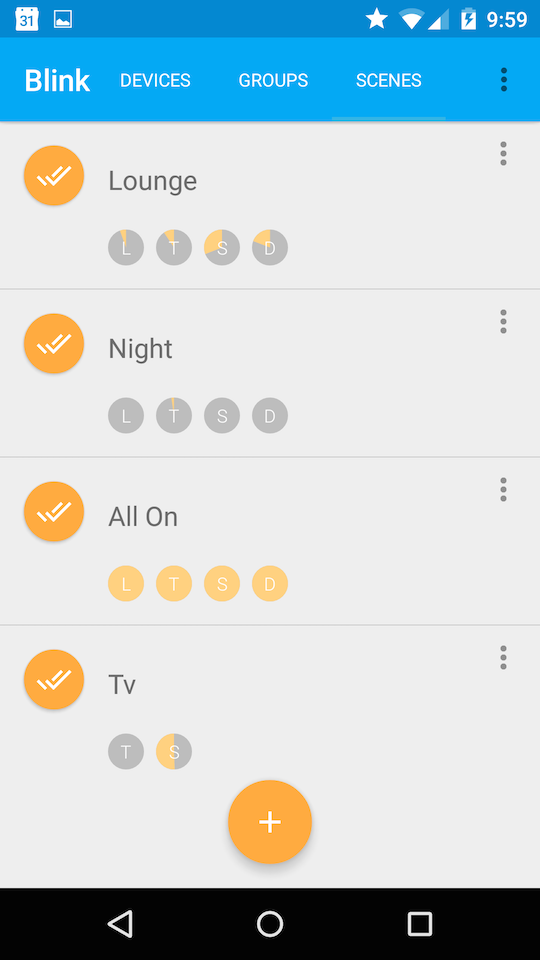 31 9:59
Blink DEVICES GROUPS SCENES
Lounge
L T S D
Night
L T S D
All On
L T S D
Tv
T S